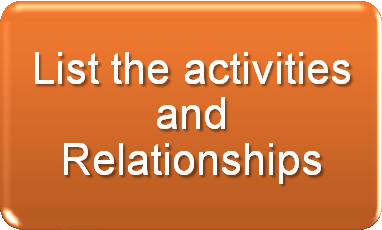 List the activities
and
Relationships